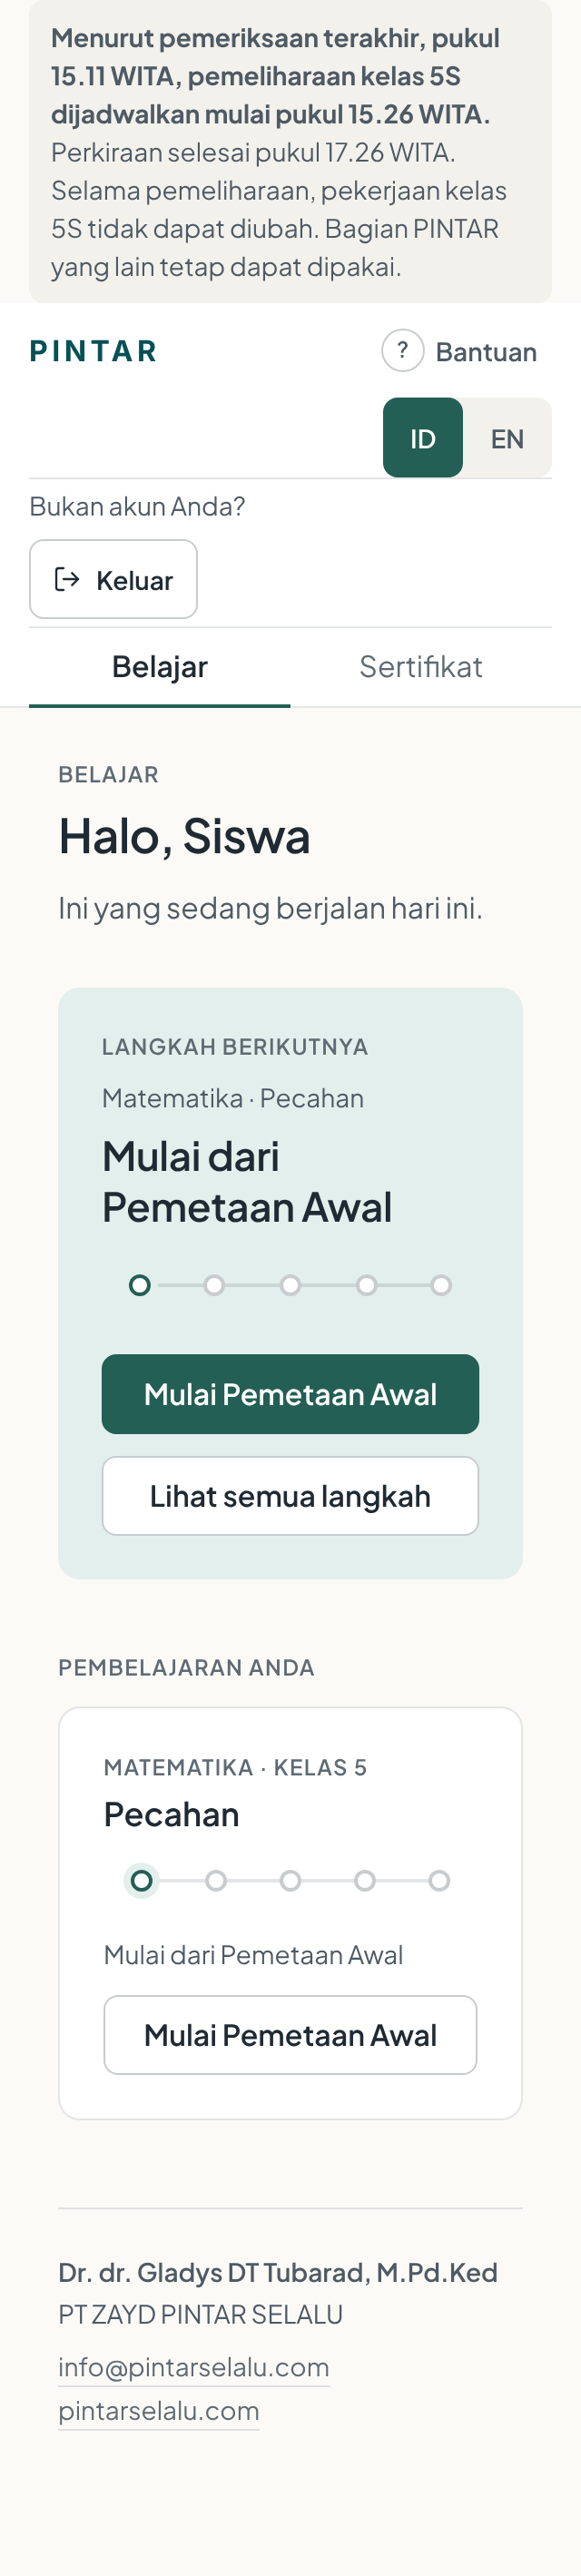 Menurut pemeriksaan terakhir, pukul
15.11 WITA, pemeliharaan kelas 5S
dijadwalkan mulai pukul 15.26 WITA.
Perkiraan selesai pukul 17.26 WITA.
Selama pemeliharaan, pekerjaan kelas
5S tidak dapat diubah. Bagian PINTAR
yang lain tetap dapat dipakai.
PINTAR
? Bantuan
ID EN
Bukan akun Anda?
Keluar
Belajar Sertifikat
BELAJAR
Halo, Siswa
Ini yang sedang berjalan hari ini.
LANGKAH BERIKUTNYA
Matematika · Pecahan
Mulai dari
Pemetaan Awal
Mulai Pemetaan Awal
Lihat semua langkah
PEMBELAJARAN ANDA
MATEMATIKA · KELAS 5
Pecahan
Mulai dari Pemetaan Awal
Mulai Pemetaan Awal
Dr. dr. Gladys DT Tubarad, M.Pd.Ked
PT ZAYD PINTAR SELALU
info@pintarselalu.com
pintarselalu.com